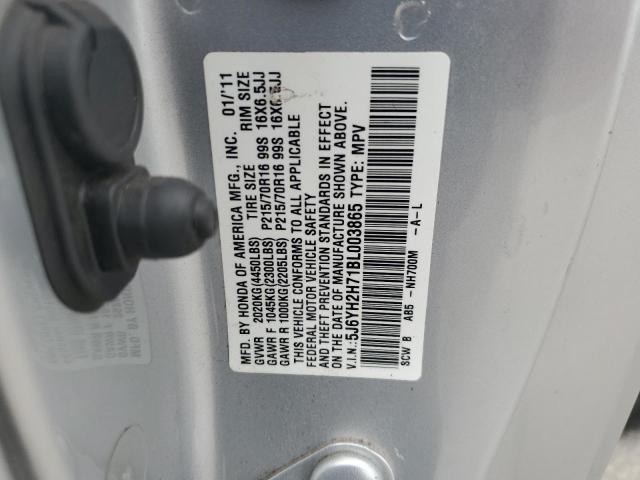 MFD. BY HONDA OF AMERICA MFG., INC. 01/'11
GVWR 2020KG(4450LBS) TIRE SIZE RIM SIZE
GAWR F 1045KG(2300LBS) P215/70R16 99S 16X6.5JJ
GAWR R 1000KG(2205LBS) P215/70R16 99S 16X6.5JJ
THIS VEHICLE CONFORMS TO ALL APPLICABLE
FEDERAL MOTOR VEHICLE SAFETY
AND THEFT PREVENTION STANDARDS IN EFFECT
ON THE DATE OF MANUFACTURE SHOWN ABOVE.
V.I.N.:5J6YH2H71BL003865 TYPE: MPV
SCW B AB5 -NH700M -A-L